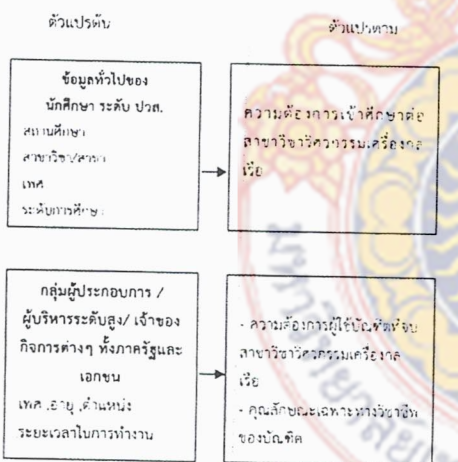 ตัวแปรต้น
ตัวแปรตาม
ข้อมูลทั่วไปของ
นักศึกษา ระดับ ปวส.
สถานศึกษา
สาขาวิชา/สาขา
เพศ
ระดับการศึกษา
ความต้องการเข้าศึกษาต่อ
สาขาวิชาวิศวกรรมเครื่องกล
เรือ
กลุ่มผู้ประกอบการ /
ผู้บริหารระดับสูง/ เจ้าของ
กิจการต่างๆ ทั้งภาครัฐและ
เอกชน
เพศ ,อายุ ,ตำแหน่ง
ระยะเวลาในการทำงาน
- ความต้องการผู้ใช้บัณฑิตที่จบ
สาขาวิชาวิศวกรรมเครื่องกล
เรือ
- คุณลักษณะเฉพาะทางวิชาชีพ
ของบัณฑิต